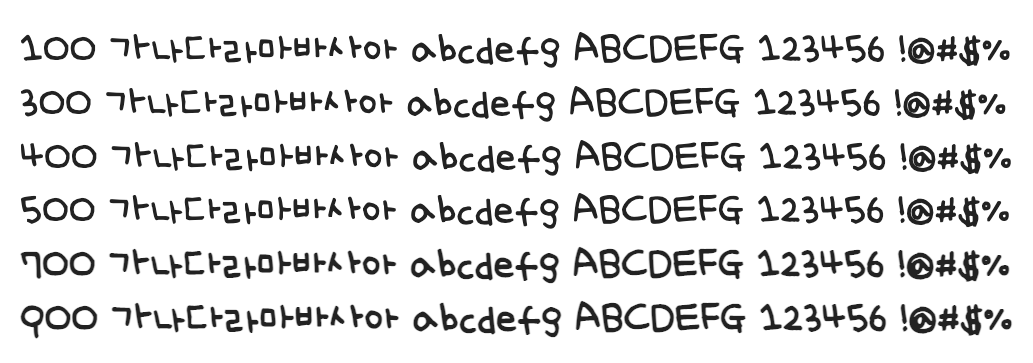 100 가나다라마바사아 abcdefg ABCDEFG 123456 !@#$%
300 가나다라마바사아 abcdefg ABCDEFG 123456 !@#$%
400 가나다라마바사아 abcdefg ABCDEFG 123456 !@#$%
500 가나다라마바사아 abcdefg ABCDEFG 123456 !@#$%
700 가나다라마바사아 abcdefg ABCDEFG 123456 !@#$%
900 가나다라마바사아 abcdefg ABCDEFG 123456 !@#$%